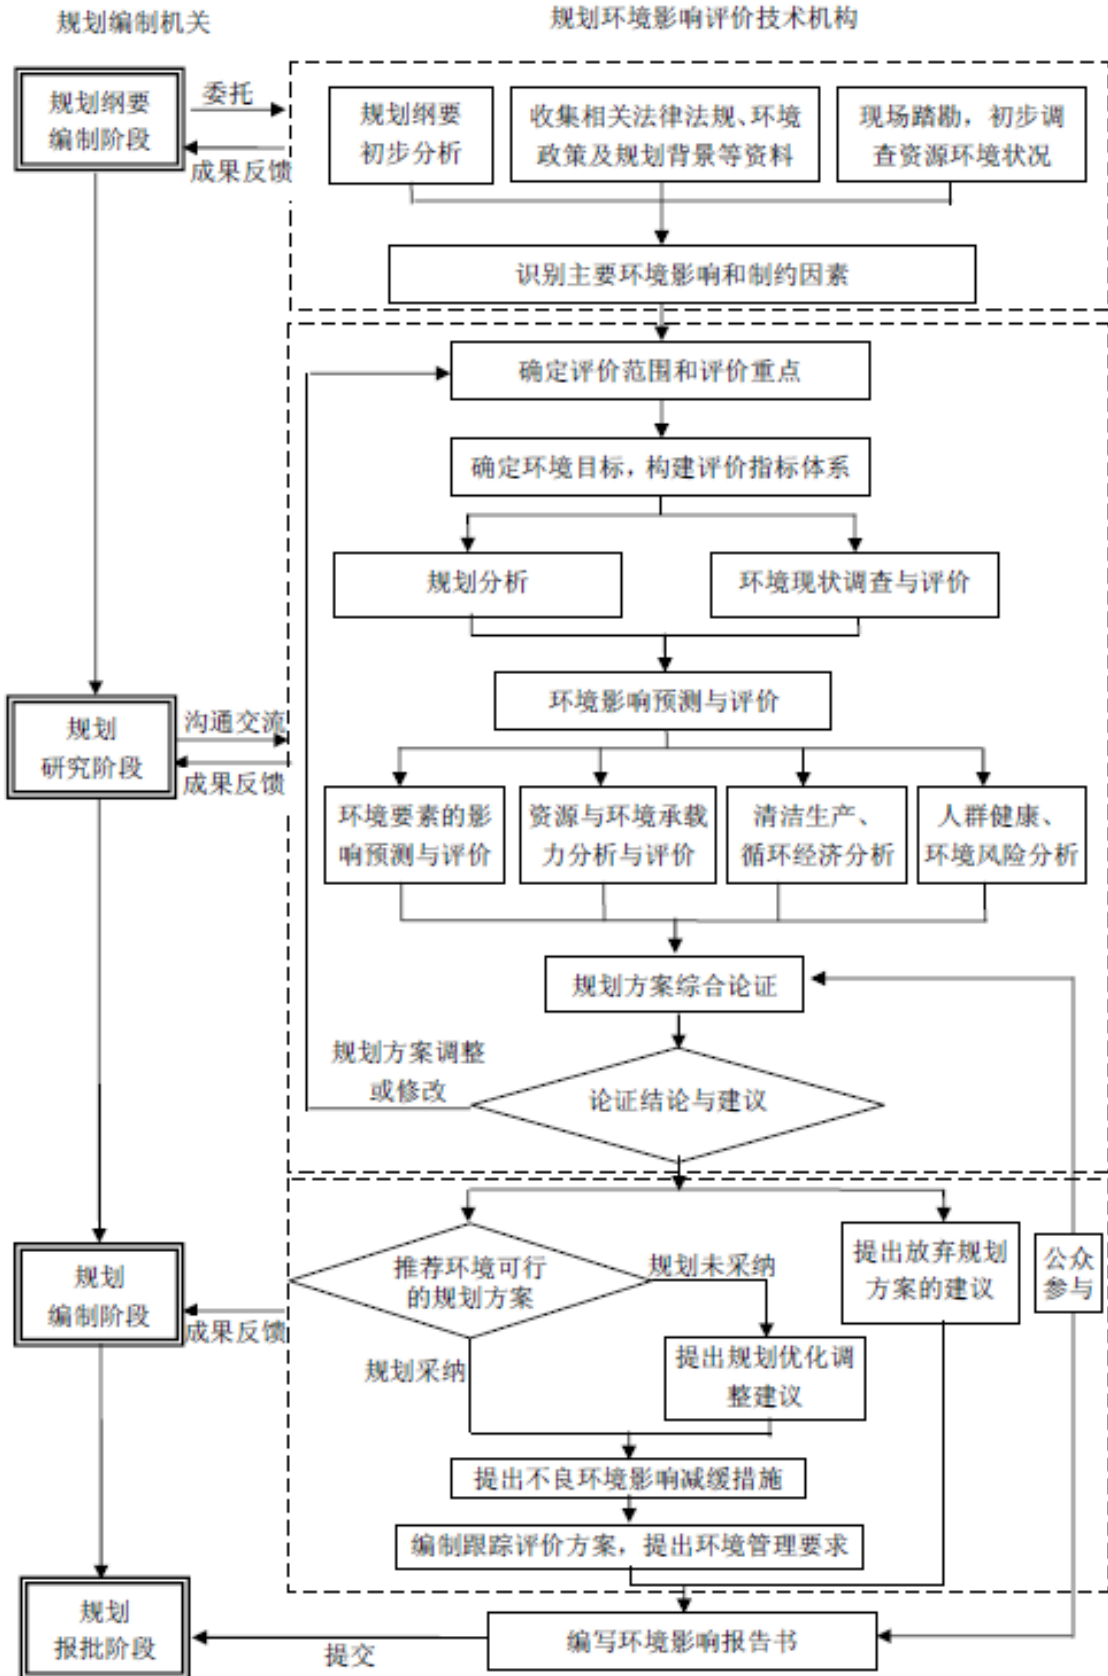 规划编制机关
规划环境影响评价技术机构
规划纲要
编制阶段
委托
成果反馈
规划纲要
初步分析
收集相关法律法规、环境
政策及规划背景等资料
现场踏勘，初步调
查资源环境状况
识别主要环境影响和制约因素
确定评价范围和评价重点
确定环境目标，构建评价指标体系
规划分析
环境现状调查与评价
环境影响预测与评价
规划
研究阶段
沟通交流
成果反馈
环境要素的影
响预测与评价
资源与环境承载
力分析与评价
清洁生产、
循环经济分析
人群健康、
环境风险分析
规划方案综合论证
规划方案调整
或修改
论证结论与建议
规划
编制阶段
成果反馈
推荐环境可行
的规划方案
规划未采纳
提出放弃规划
方案的建议
公众
参与
规划采纳
提出规划优化调
整建议
提出不良环境影响减缓措施
编制跟踪评价方案，提出环境管理要求
规划
报批阶段
提交
编写环境影响报告书